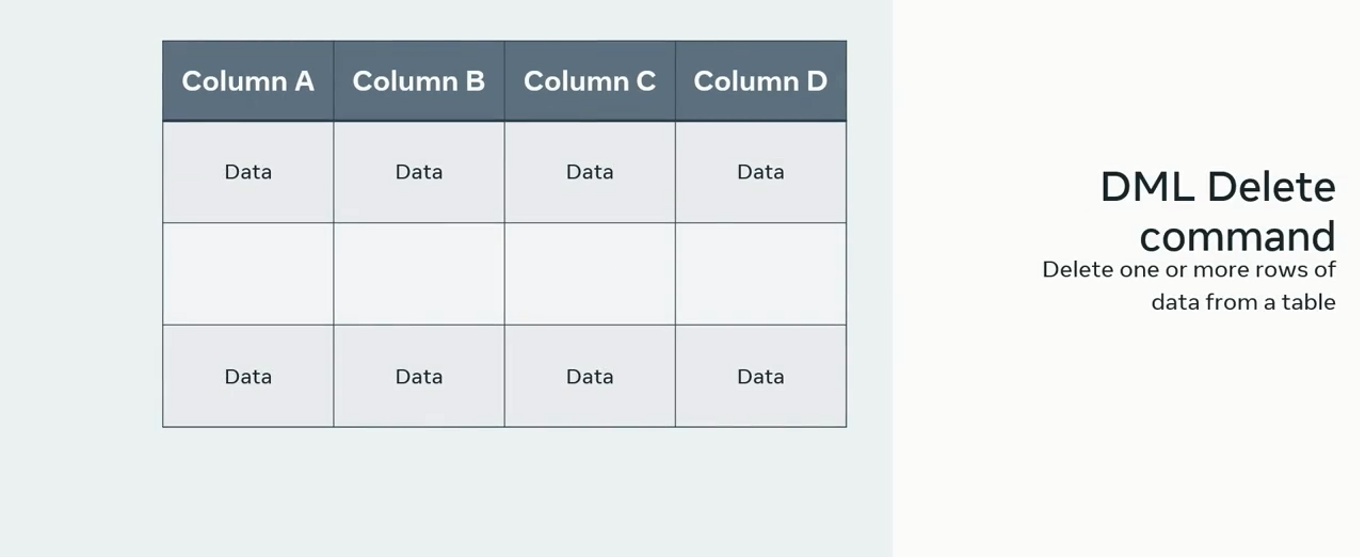 Column A Column B Column C Column D
Data Data Data Data
Data Data Data Data
DML Delete
command
Delete one or more rows of
data from a table